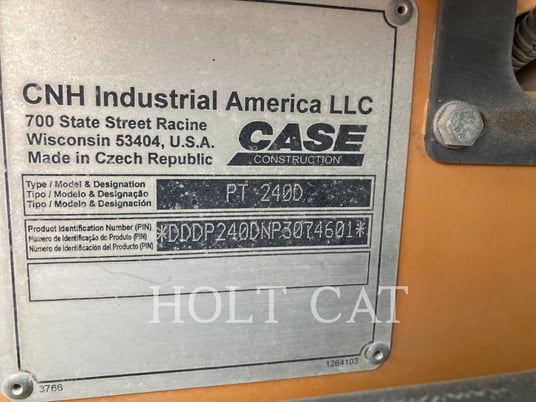 CNH Industrial America LLC
700 State Street Racine
Wisconsin 53404, U.S.A.
Made in Czech Republic
CASE
CONSTRUCTION
Type / Model & Designation
Tipo / Modelo & Designação
Tipo / Modelo & Designación
PT 240D
Product Identification Number (PIN)
Número de Identificação do Produto (PIN)
Número de Identificación del Producto (PIN)
*DDDP240DNP3074601*
HOLT CAT
3766
1264103